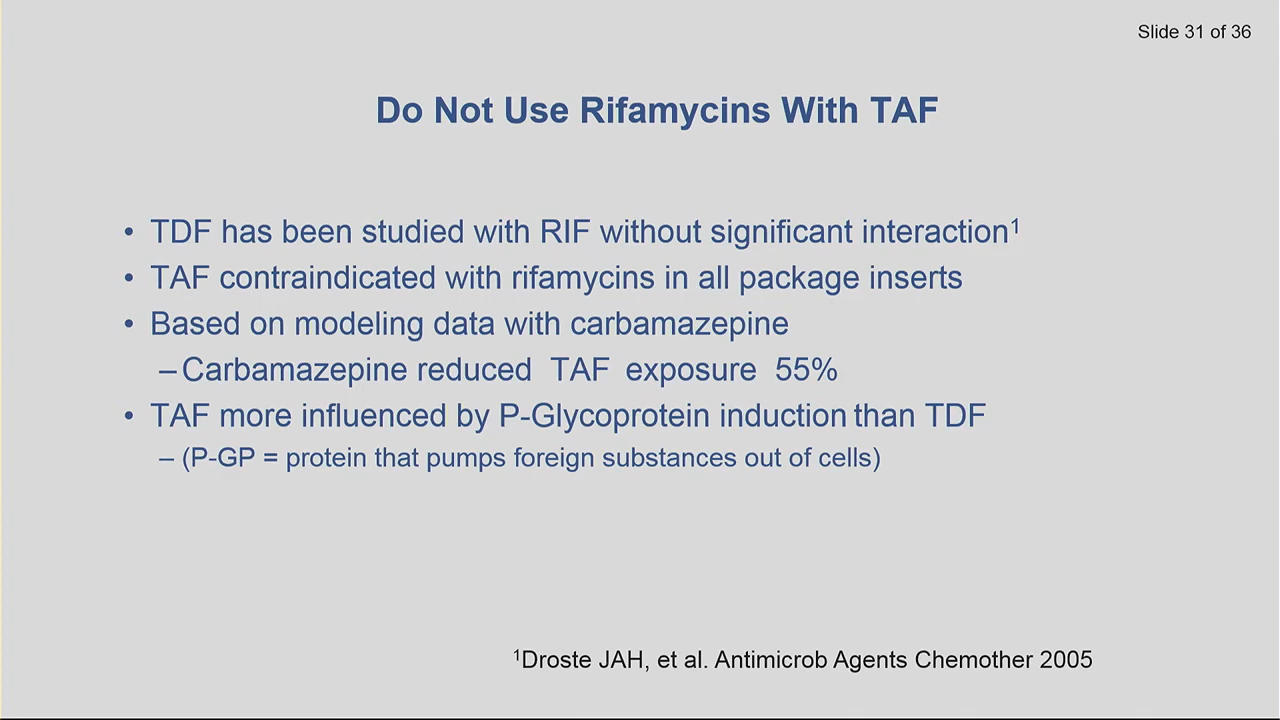 Slide 31 of 36
Do Not Use Rifamycins With TAF
• TDF has been studied with RIF without significant interaction¹
• TAF contraindicated with rifamycins in all package inserts
• Based on modeling data with carbamazepine
– Carbamazepine reduced TAF exposure 55%
• TAF more influenced by P-Glycoprotein induction than TDF
– (P-GP = protein that pumps foreign substances out of cells)
¹Droste JAH, et al. Antimicrob Agents Chemother 2005